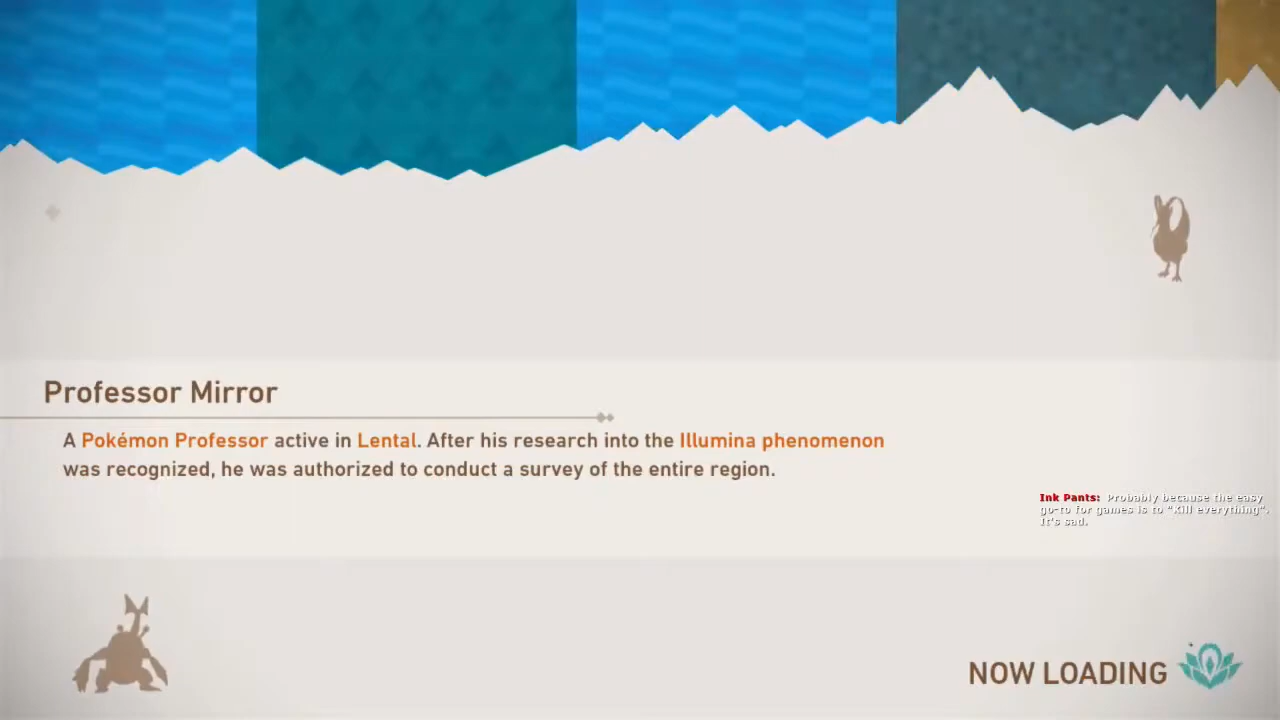 Professor Mirror
A Pokémon Professor active in Lental. After his research into the Illumina phenomenon
was recognized, he was authorized to conduct a survey of the entire region.
Ink Pants: Probably because the easy
go-to for games is to "Kill everything".
It's sad.
NOW LOADING